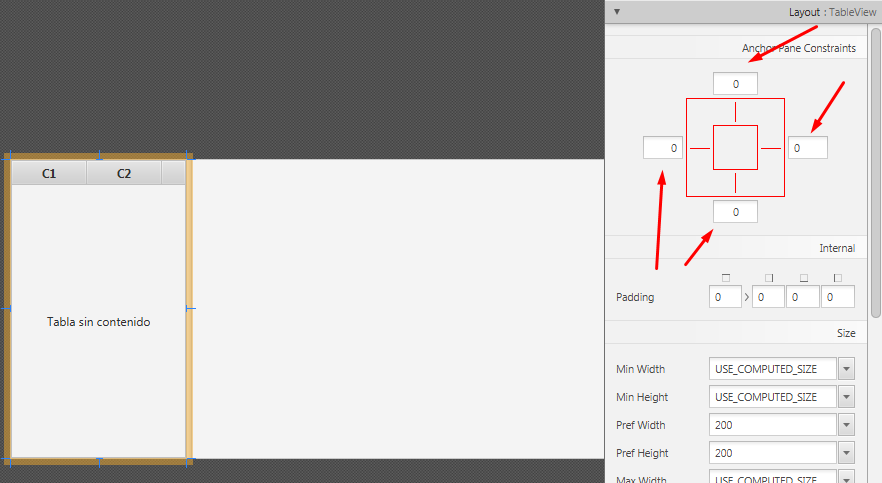 Layout : TableView
Anchor Pane Constraints
0
0
0
0
C1
C2
Tabla sin contenido
Internal
Padding
0
0
0
0
Size
Min Width
USE_COMPUTED_SIZE
Min Height
USE_COMPUTED_SIZE
Pref Width
200
Pref Height
200
Max Width
USE_COMPUTED_SIZE